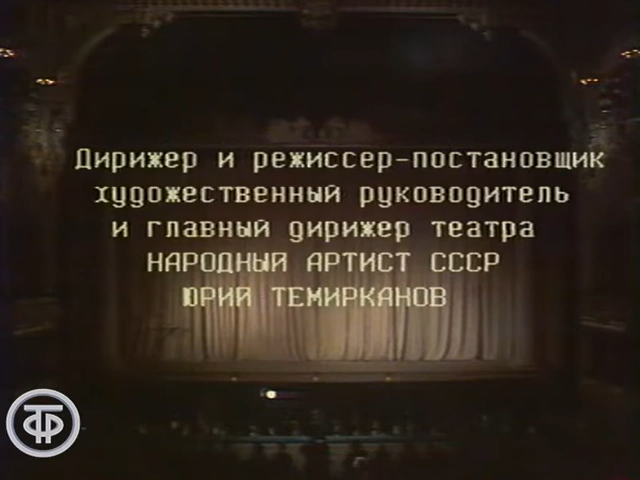 Дирижер и режиссер-постановщик
художественный руководитель
и главный дирижер театра
НАРОДНЫЙ АРТИСТ СССР
ЮРИЙ ТЕМИРКАНОВ